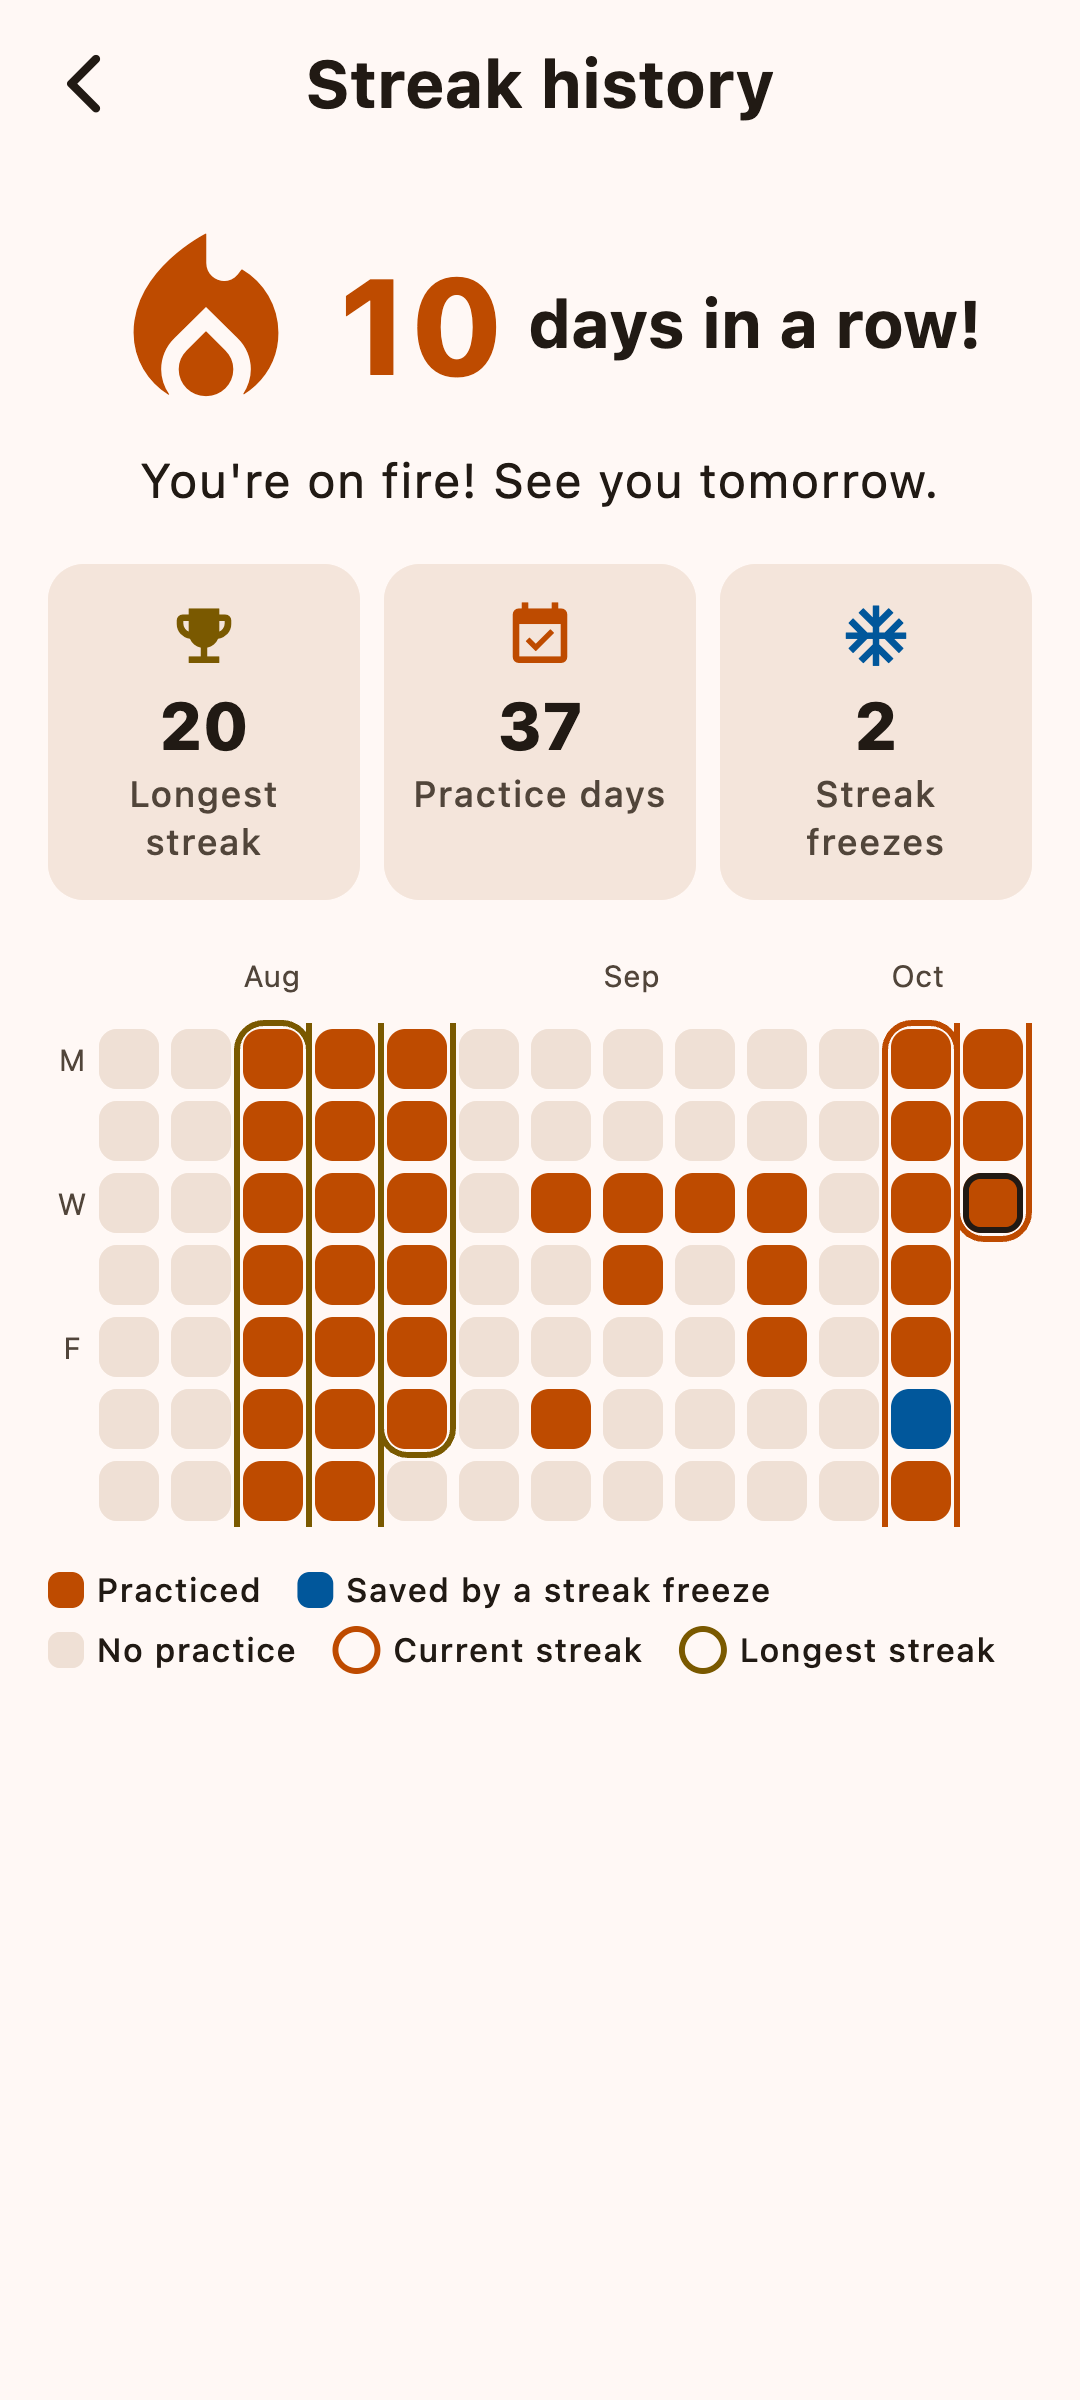 Streak history
10 days in a row!
You're on fire! See you tomorrow.
20
Longest
streak
37
Practice days
2
Streak
freezes
Aug Sep Oct
M
W
F
Practiced Saved by a streak freeze
No practice Current streak Longest streak